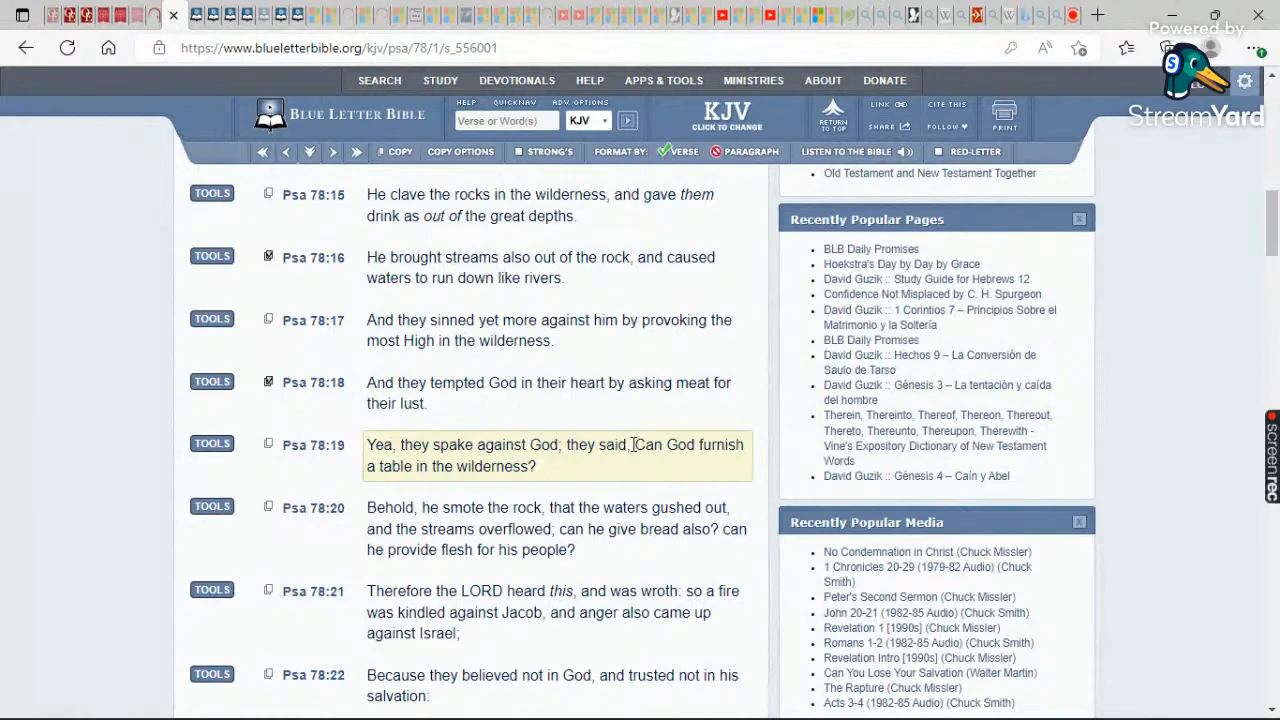 Powered by
StreamYard
https://www.blueletterbible.org/kjv/psa/78/1/s_556001
SEARCH STUDY DEVOTIONALS HELP APPS & TOOLS MINISTRIES ABOUT DONATE
BLUE LETTER BIBLE
HELP QUICKNAV ADV. OPTIONS
Verse or Word(s) KJV
KJV
CLICK TO CHANGE
RETURN
TO TOP
LINK CITE THIS
SHARE FOLLOW
PRINT
COPY COPY OPTIONS STRONG'S FORMAT BY: VERSE PARAGRAPH LISTEN TO THE BIBLE RED-LETTER
TOOLS Psa 78:15 He clave the rocks in the wilderness, and gave them
drink as out of the great depths.
TOOLS Psa 78:16 He brought streams also out of the rock, and caused
waters to run down like rivers.
TOOLS Psa 78:17 And they sinned yet more against him by provoking the
most High in the wilderness.
TOOLS Psa 78:18 And they tempted God in their heart by asking meat for
their lust.
TOOLS Psa 78:19 Yea, they spake against God; they said, Can God furnish
a table in the wilderness?
TOOLS Psa 78:20 Behold, he smote the rock, that the waters gushed out,
and the streams overflowed; can he give bread also? can
he provide flesh for his people?
TOOLS Psa 78:21 Therefore the LORD heard this, and was wroth: so a fire
was kindled against Jacob, and anger also came up
against Israel;
TOOLS Psa 78:22 Because they believed not in God, and trusted not in his
salvation:
Old Testament and New Testament Together
Recently Popular Pages
BLB Daily Promises
Hoekstra's Day by Day by Grace
David Guzik :: Study Guide for Hebrews 12
Confidence Not Misplaced by C. H. Spurgeon
David Guzik :: 1 Corintios 7 – Principios Sobre el
Matrimonio y la Soltería
BLB Daily Promises
David Guzik :: Hechos 9 – La Conversión de
Saulo de Tarso
David Guzik :: Génesis 3 – La tentación y caída
del hombre
Therein, Thereinto, Thereof, Thereon, Thereout,
Thereto, Thereunto, Thereupon, Therewith -
Vine's Expository Dictionary of New Testament
Words
David Guzik :: Génesis 4 – Caín y Abel
Recently Popular Media
No Condemnation in Christ (Chuck Missler)
1 Chronicles 20-29 (1979-82 Audio) (Chuck
Smith)
Peter's Second Sermon (Chuck Missler)
John 20-21 (1982-85 Audio) (Chuck Smith)
Revelation 1 [1990s] (Chuck Missler)
Romans 1-2 (1982-85 Audio) (Chuck Smith)
Revelation Intro [1990s] (Chuck Missler)
Can You Lose Your Salvation (Walter Martin)
The Rapture (Chuck Missler)
Acts 3-4 (1982-85 Audio) (Chuck Smith)
Screenrec